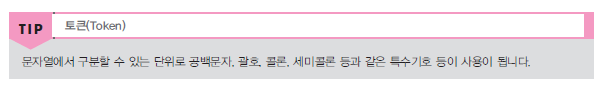 TIP 토큰(Token)
문자열에서 구분할 수 있는 단위로 공백문자, 괄호, 콜론, 세미콜론 등과 같은 특수기호 등이 사용이 됩니다.